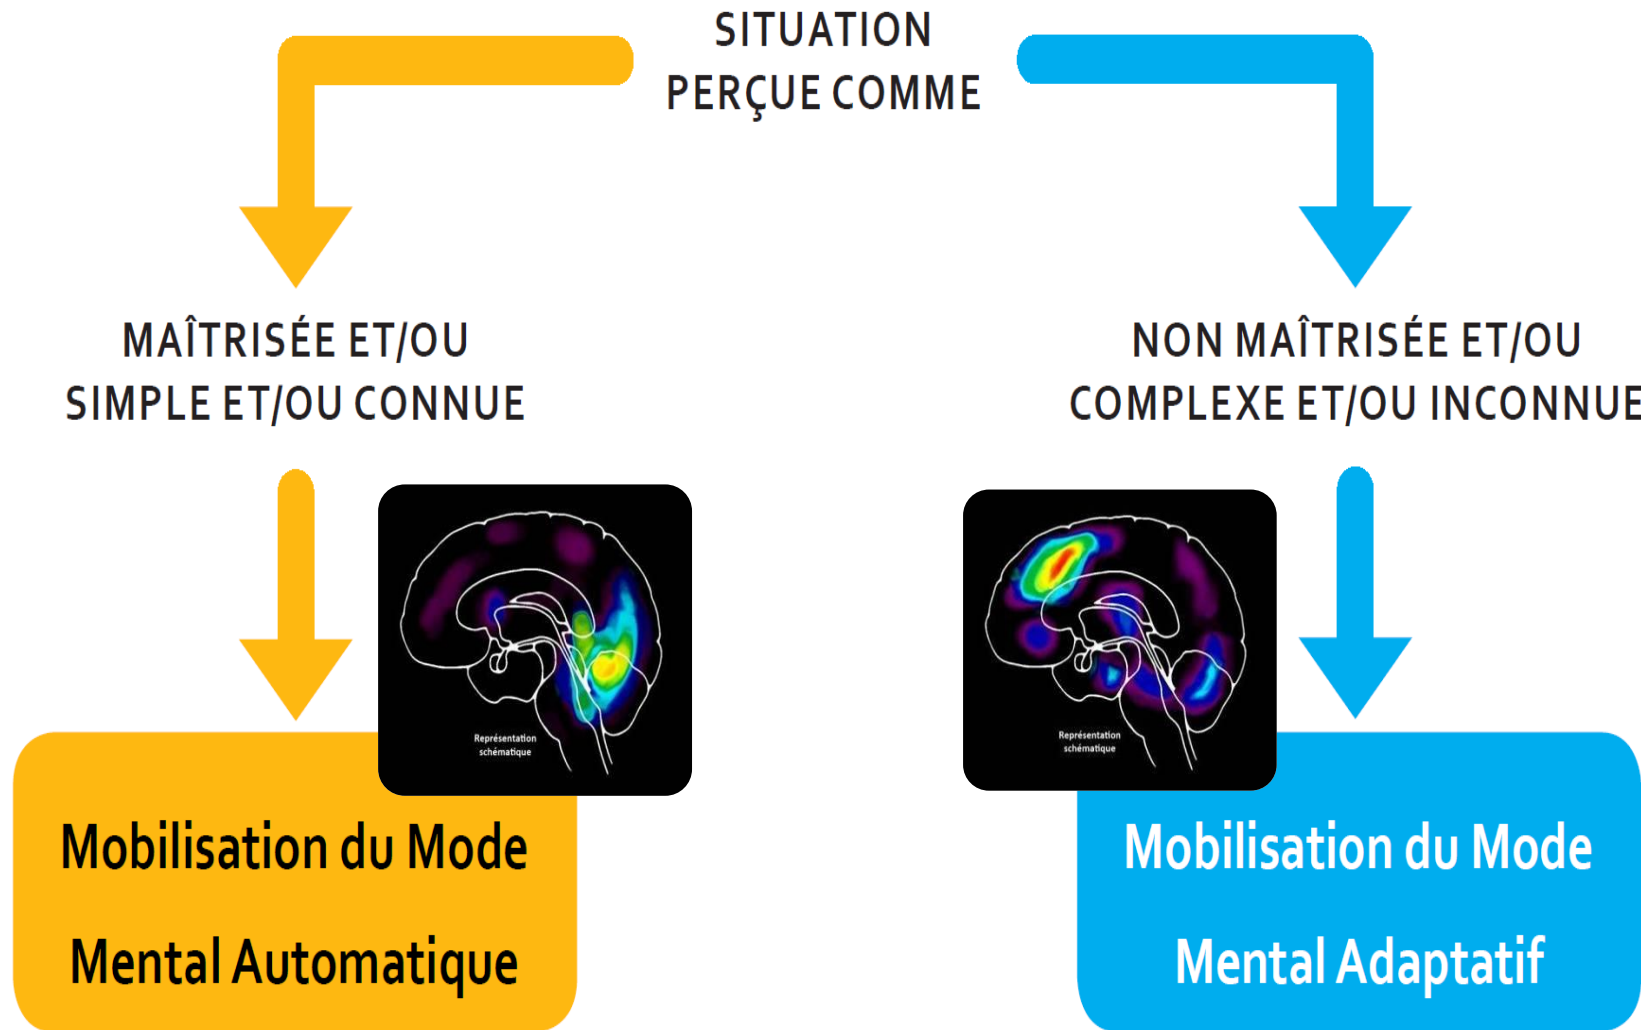 SITUATION
PERÇUE COMME
MAÎTRISÉE ET/OU
SIMPLE ET/OU CONNUE
NON MAÎTRISÉE ET/OU
COMPLEXE ET/OU INCONNUE
Représentation
schématique
Représentation
schématique
Mobilisation du Mode
Mental Automatique
Mobilisation du Mode
Mental Adaptatif